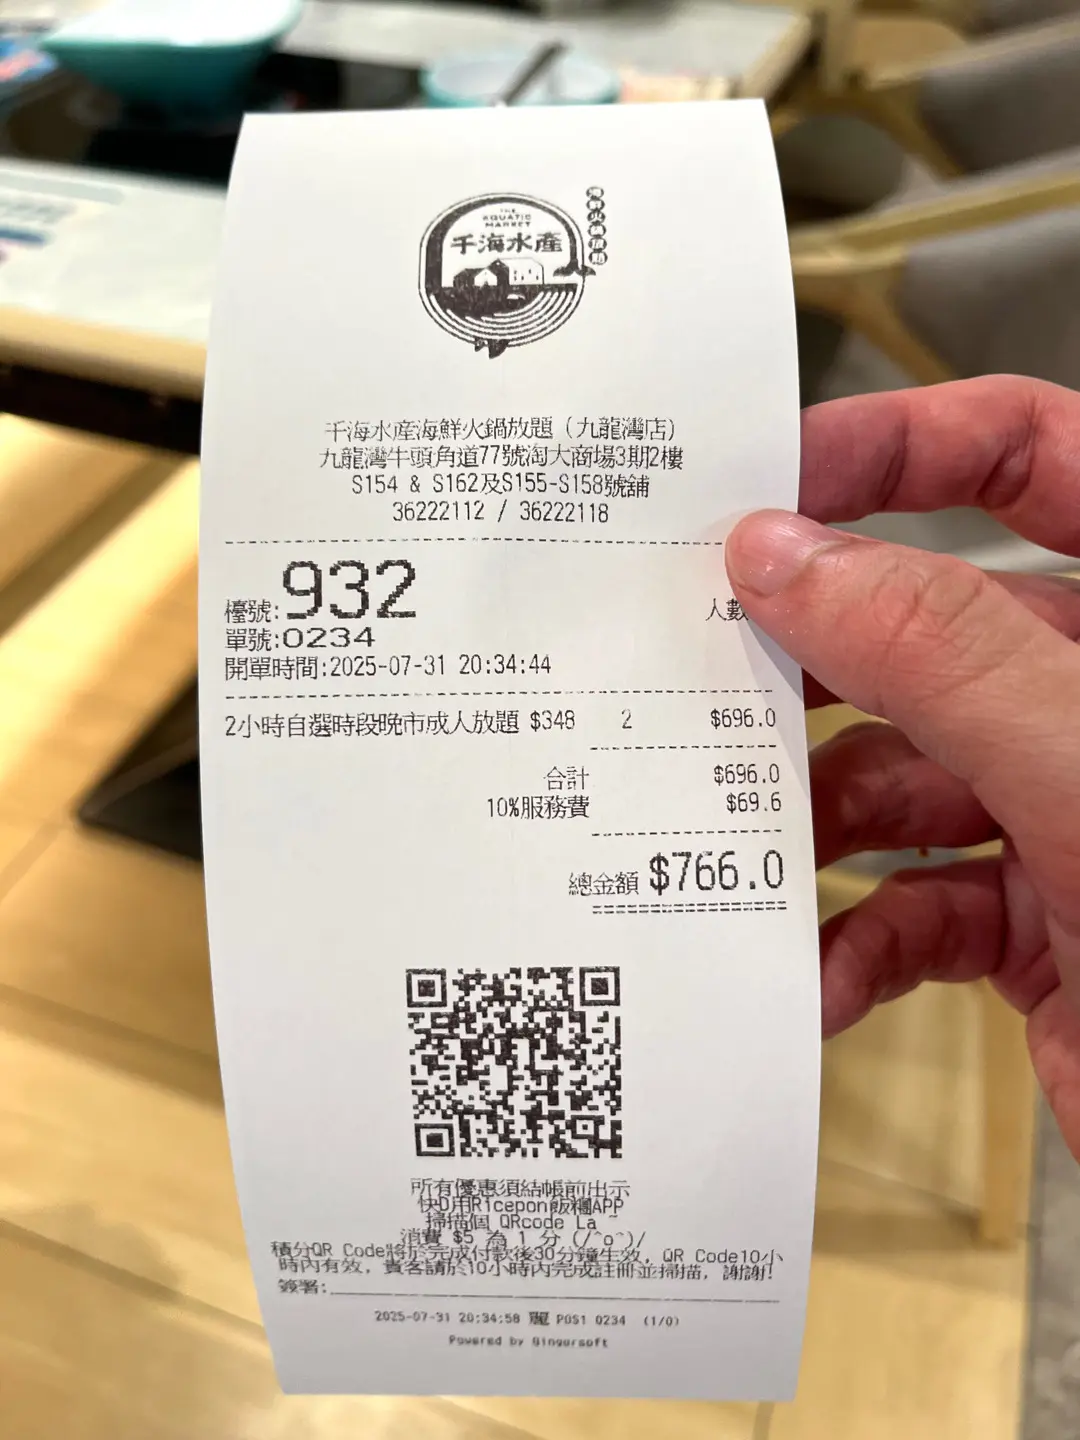 THE
AQUATIC
MARKET
千海水產
海鮮火鍋放題
千海水產海鮮火鍋放題（九龍灣店）
九龍灣牛頭角道77號淘大商場3期2樓
S154 & S162及S155-S158號舖
36222112 / 36222118
檯號:932
人數
單號:0234
開單時間:2025-07-31 20:34:44
2小時自選時段晚市成人放題 $348 2 $696.0
合計 $696.0
10%服務費 $69.6
總金額 $766.0
所有優惠須結帳前出示
快D用Ricepon飯糰APP
掃描個 QRcode La ~
消費 $5 為 1 分 (/^o^)/
積分QR Code將於完成付款後30分鐘生效，QR Code10小
時內有效，貴客請於10小時內完成註冊並掃描，謝謝!
簽署:
2025-07-31 20:34:58 麗 POS1 0234 (1/0)
Powered by Gingersoft